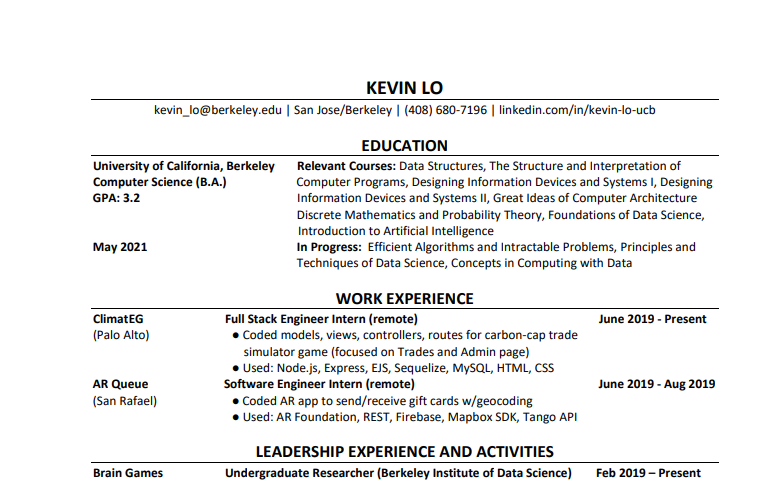 KEVIN LO
kevin_lo@berkeley.edu | San Jose/Berkeley | (408) 680-7196 | linkedin.com/in/kevin-lo-ucb
EDUCATION
University of California, Berkeley Relevant Courses: Data Structures, The Structure and Interpretation of
Computer Science (B.A.) Computer Programs, Designing Information Devices and Systems I, Designing
GPA: 3.2 Information Devices and Systems II, Great Ideas of Computer Architecture
Discrete Mathematics and Probability Theory, Foundations of Data Science,
Introduction to Artificial Intelligence
May 2021 In Progress: Efficient Algorithms and Intractable Problems, Principles and
Techniques of Data Science, Concepts in Computing with Data
WORK EXPERIENCE
ClimatEG Full Stack Engineer Intern (remote) June 2019 - Present
(Palo Alto) ● Coded models, views, controllers, routes for carbon-cap trade
simulator game (focused on Trades and Admin page)
● Used: Node.js, Express, EJS, Sequelize, MySQL, HTML, CSS
AR Queue Software Engineer Intern (remote) June 2019 - Aug 2019
(San Rafael) ● Coded AR app to send/receive gift cards w/geocoding
● Used: AR Foundation, REST, Firebase, Mapbox SDK, Tango API
LEADERSHIP EXPERIENCE AND ACTIVITIES
Brain Games Undergraduate Researcher (Berkeley Institute of Data Science) Feb 2019 – Present